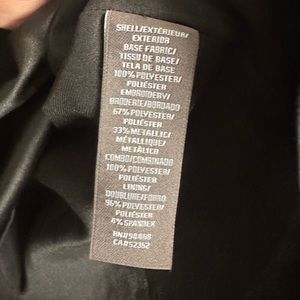 SHELL/EXTÉRIEUR/
EXTERIOR
BASE FABRIC/
TISSU DE BASE/
TELA DE BASE
100% POLYESTER/
POLIÉSTER
EMBROIDERY/
BRODERIE/BORDADO
67% POLYESTER/
POLIÉSTER
33% METALLIC/
MÉTALLIQUE/
METÁLICO
COMBO/COMBINADO
100% POLYESTER/
POLIÉSTER
LINING/
DOUBLURE/FORRO
96% POLYESTER/
POLIÉSTER
4% SPANDEX
CA#52352